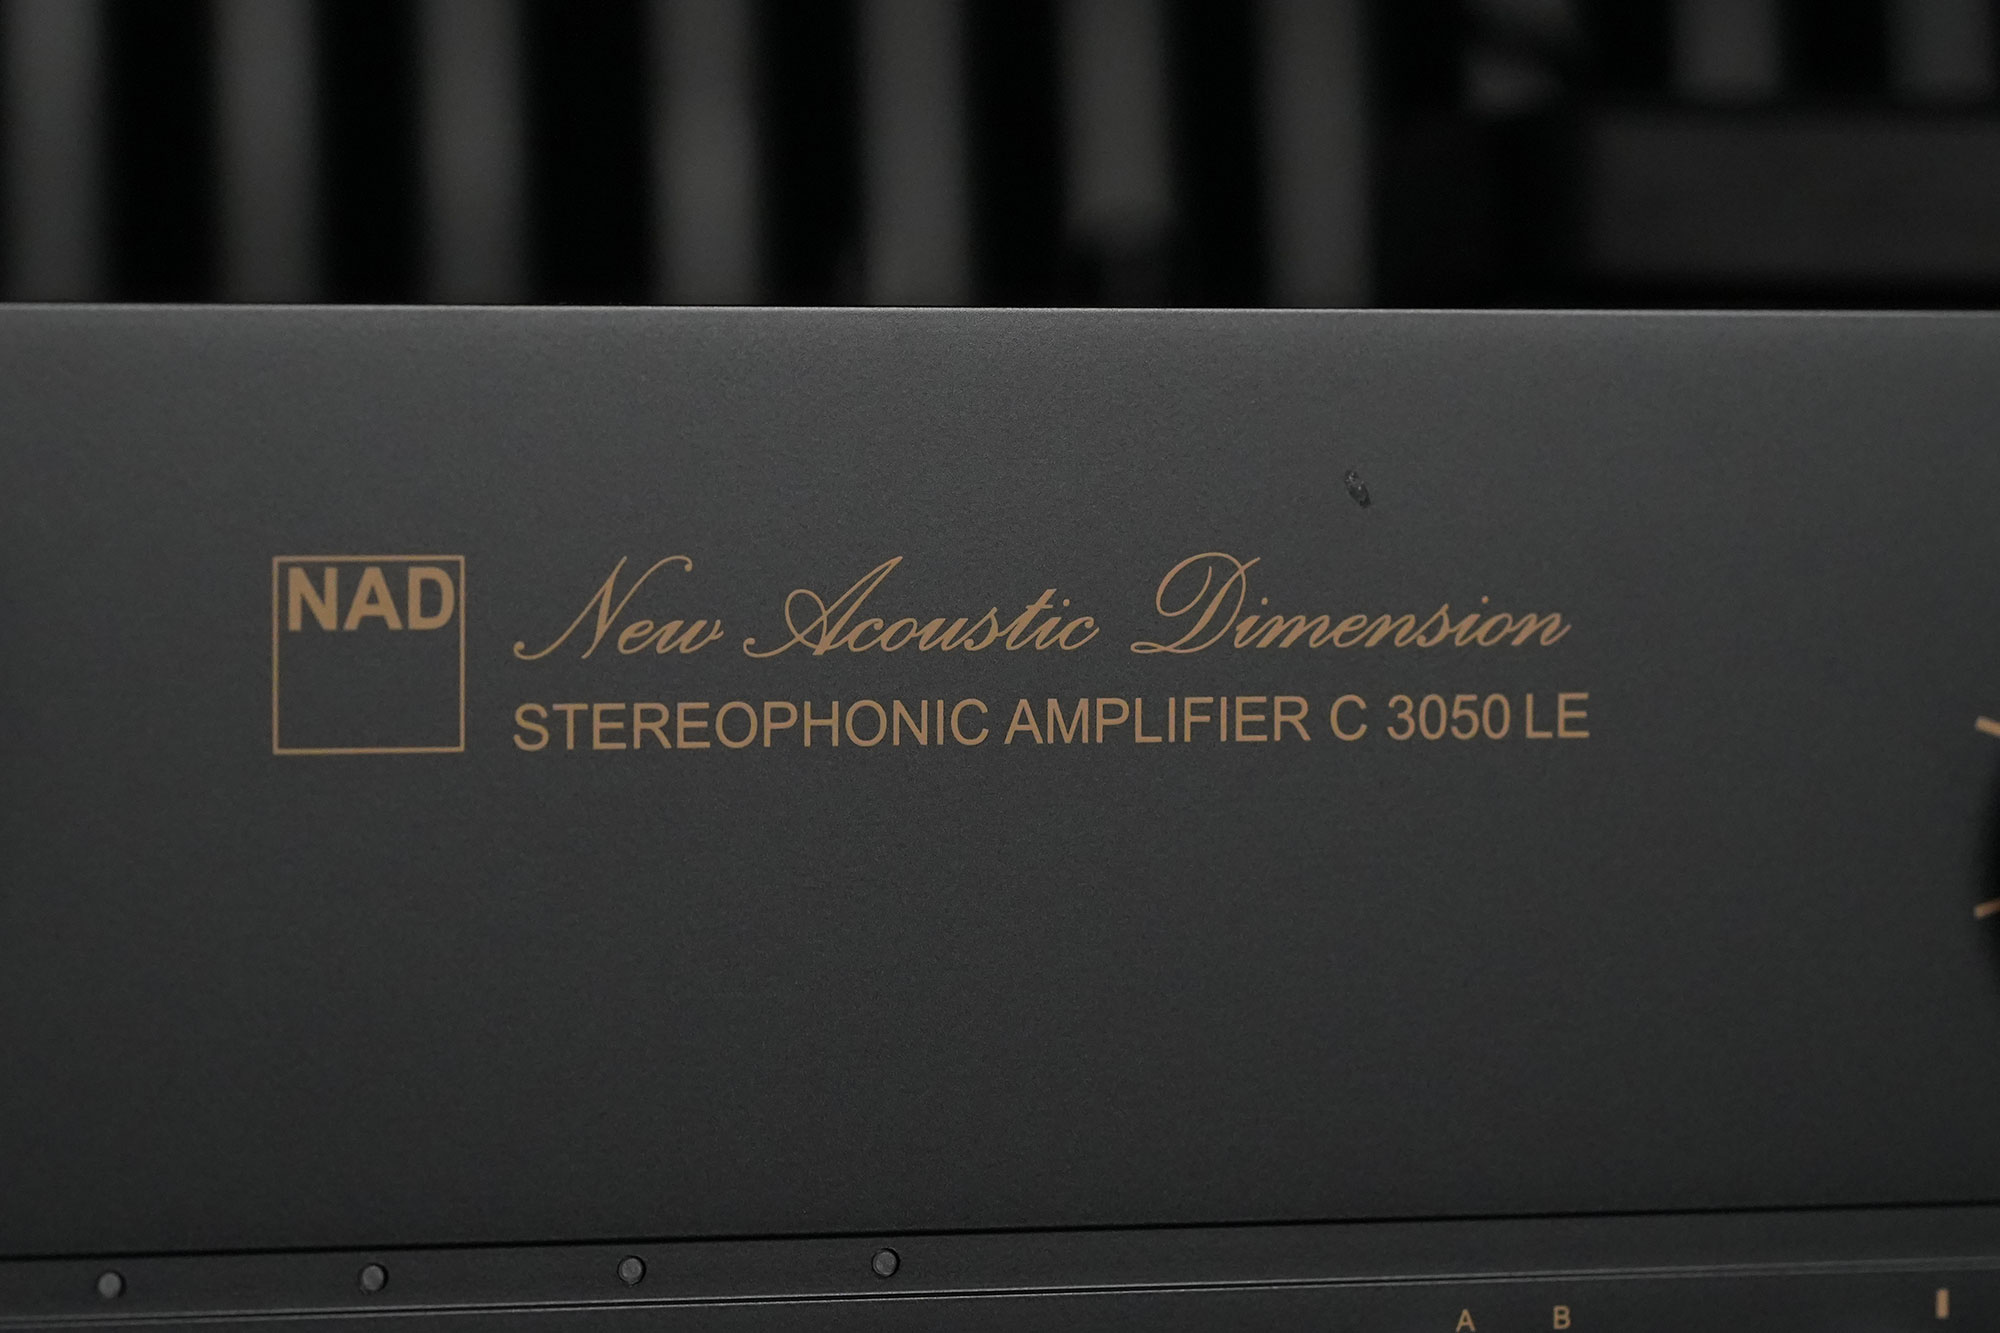 NAD
New Acoustic Dimension
STEREOPHONIC AMPLIFIER C 3050 LE
A B